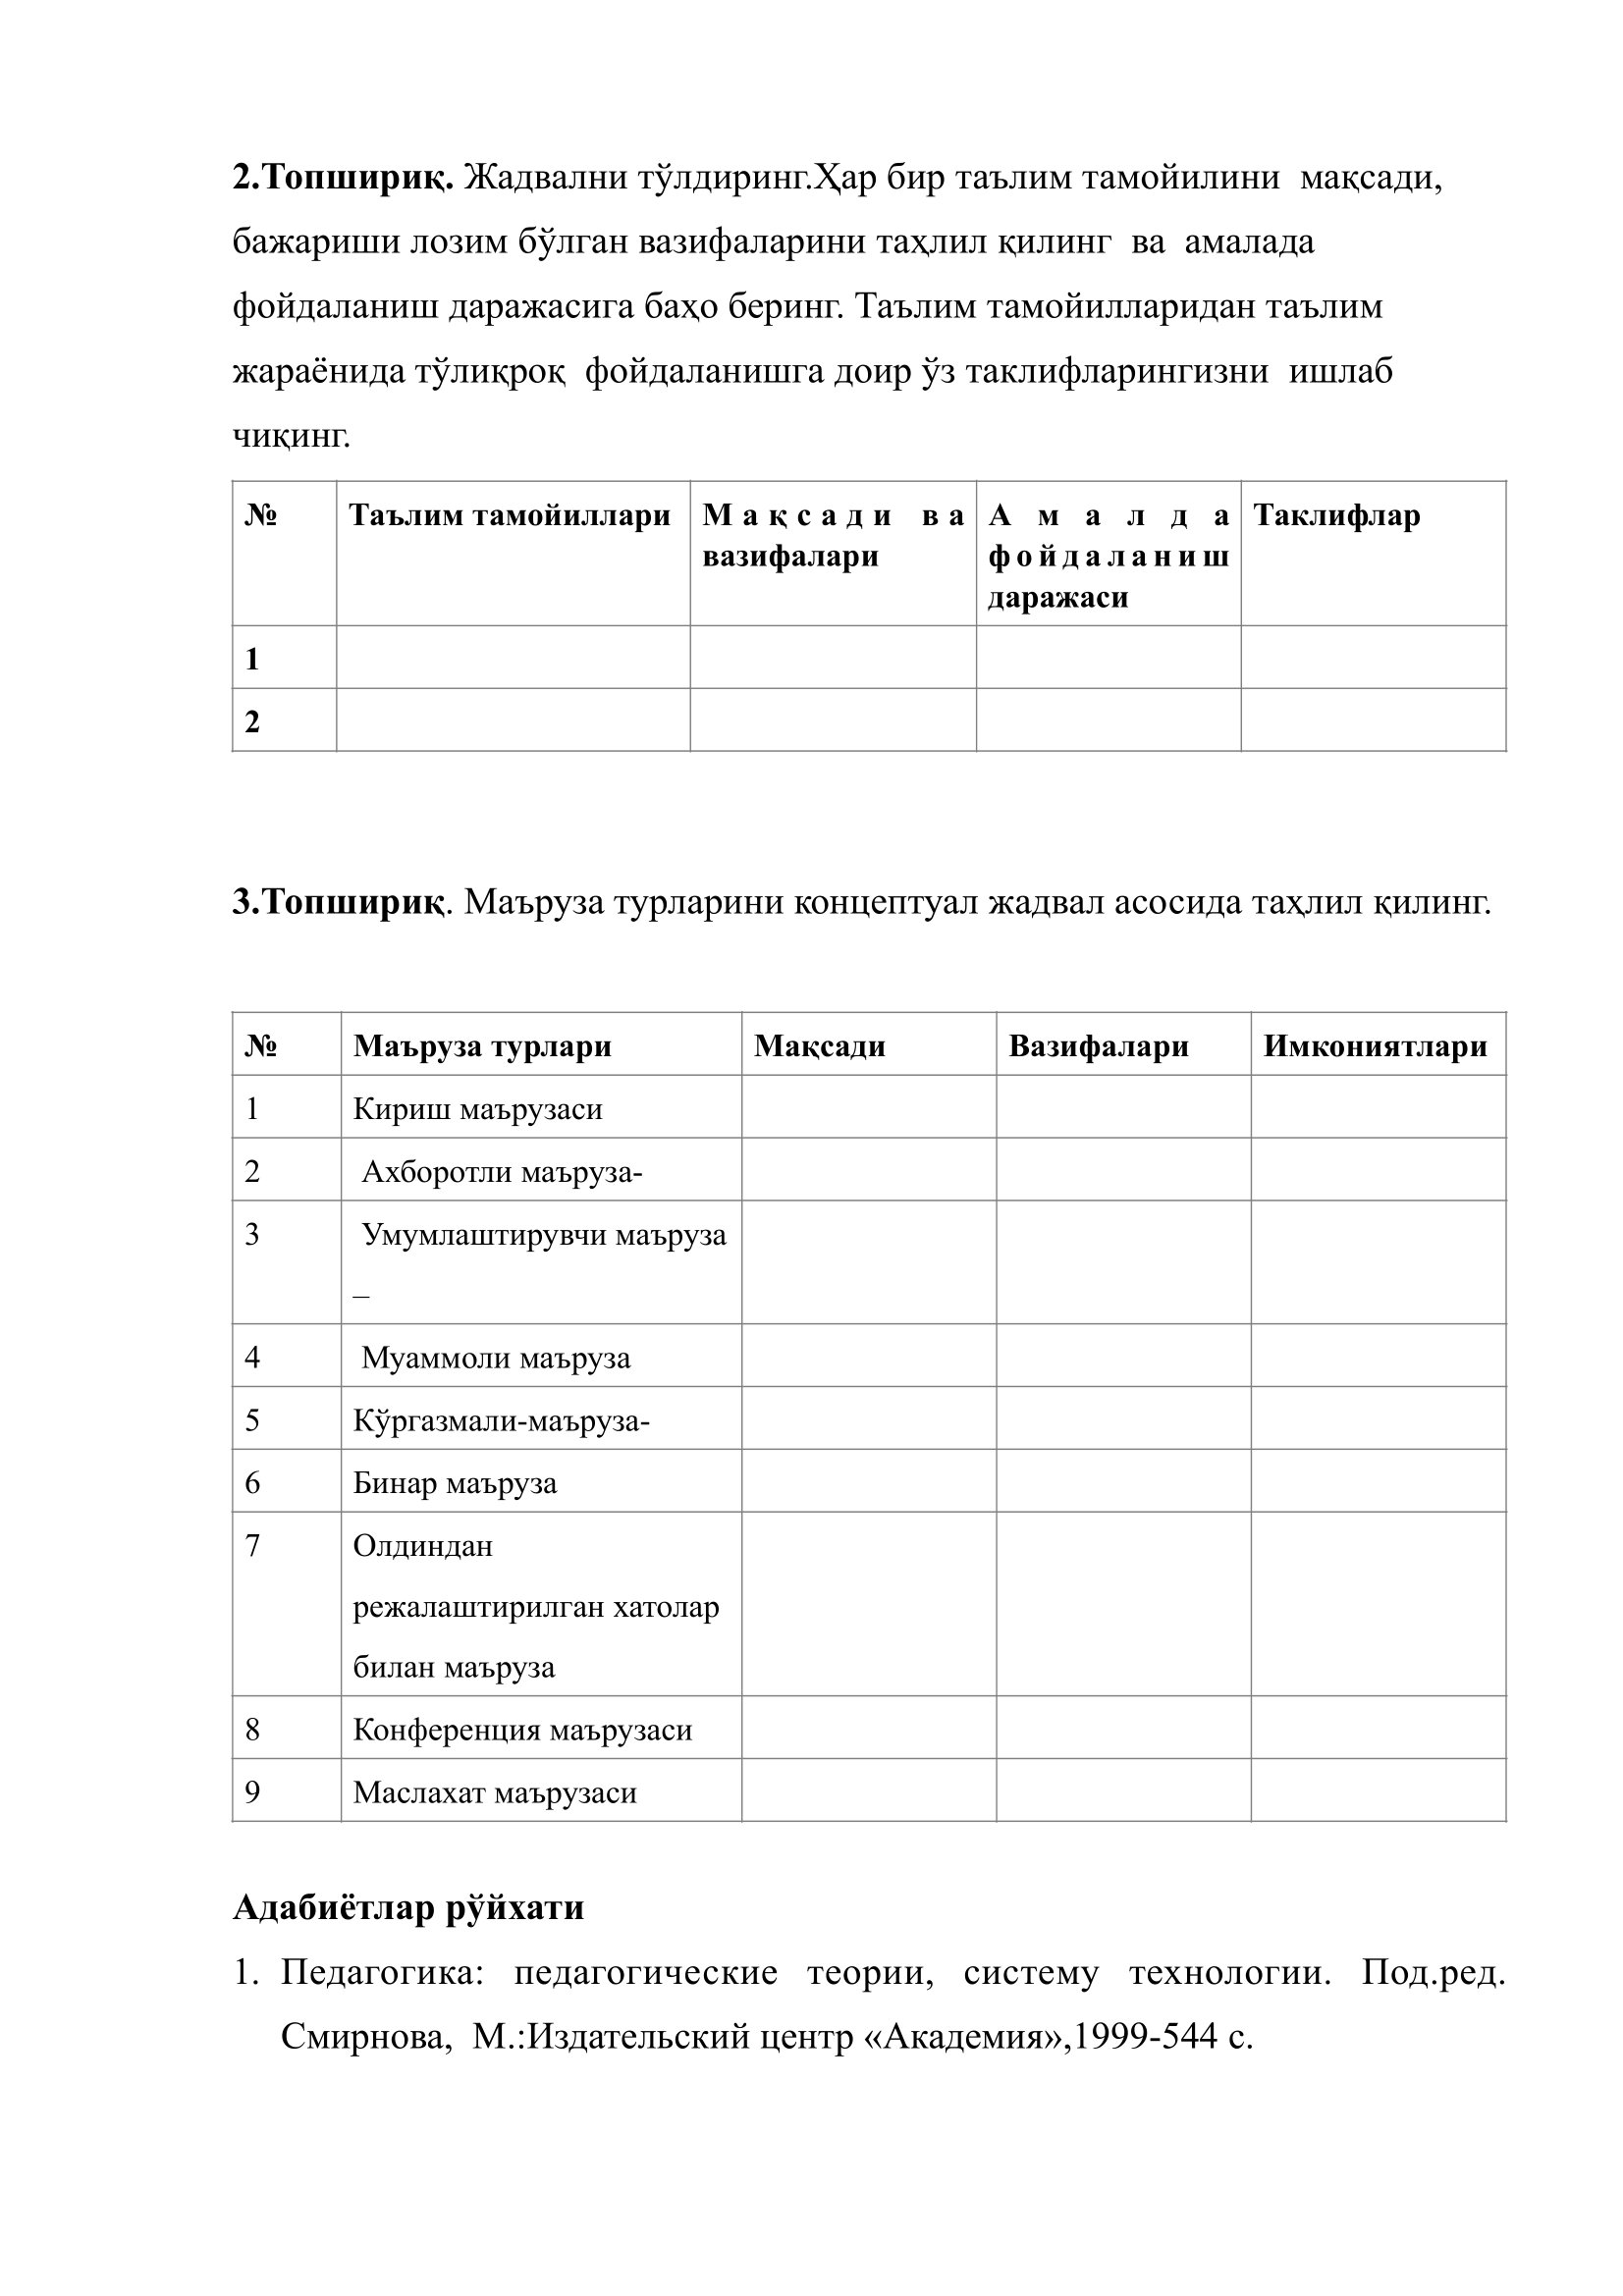 2.Топшириқ. Жадвални тўлдиринг.Ҳар бир таълим тамойилини  мақсади,
бажариши лозим бўлган вазифаларини таҳлил қилинг  ва  амалада
фойдаланиш даражасига баҳо беринг. Таълим тамойилларидан таълим
жараёнида тўлиқроқ  фойдаланишга доир ўз таклифларингизни  ишлаб
чиқинг.
№ Таълим тамойиллари Мақсади ва Амалда Таклифлар
вазифалари фойдаланиш
даражаси
1
2
3.Топшириқ. Маъруза турларини концептуал жадвал асосида таҳлил қилинг.
№ Маъруза турлари Мақсади Вазифалари Имкониятлари
1 Кириш маърузаси
2 Ахборотли маъруза-
3 Умумлаштирувчи маъруза
–
4 Муаммоли маъруза
5 Кўргазмали-маъруза-
6 Бинар маъруза
7 Олдиндан
режалаштирилган хатолар
билан маъруза
8 Конференция маърузаси
9 Маслахат маърузаси
Адабиётлар рўйхати
1. Педагогика: педагогические теории, систему технологии. Под.ред.
Смирнова,  М.:Издательский центр «Академия»,1999-544 с.